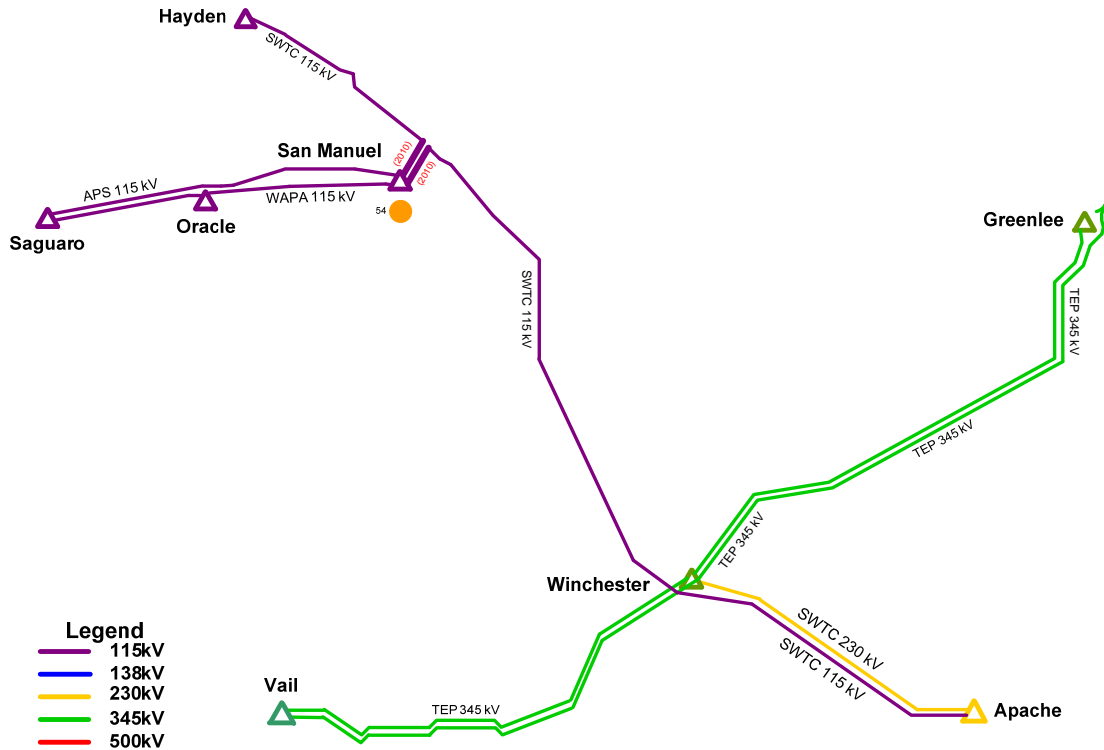 Hayden
SWTC 115 kV
San Manuel
(2010)
(2010)
APS 115 kV
WAPA 115 kV
54
Oracle
Saguaro
Greenlee
SWTC 115 kV
TEP 345 kV
TEP 345 kV
TEP 345 kV
Winchester
SWTC 230 kV
SWTC 115 kV
Legend
115kV
138kV
230kV
345kV
500kV
Vail
TEP 345 kV
Apache